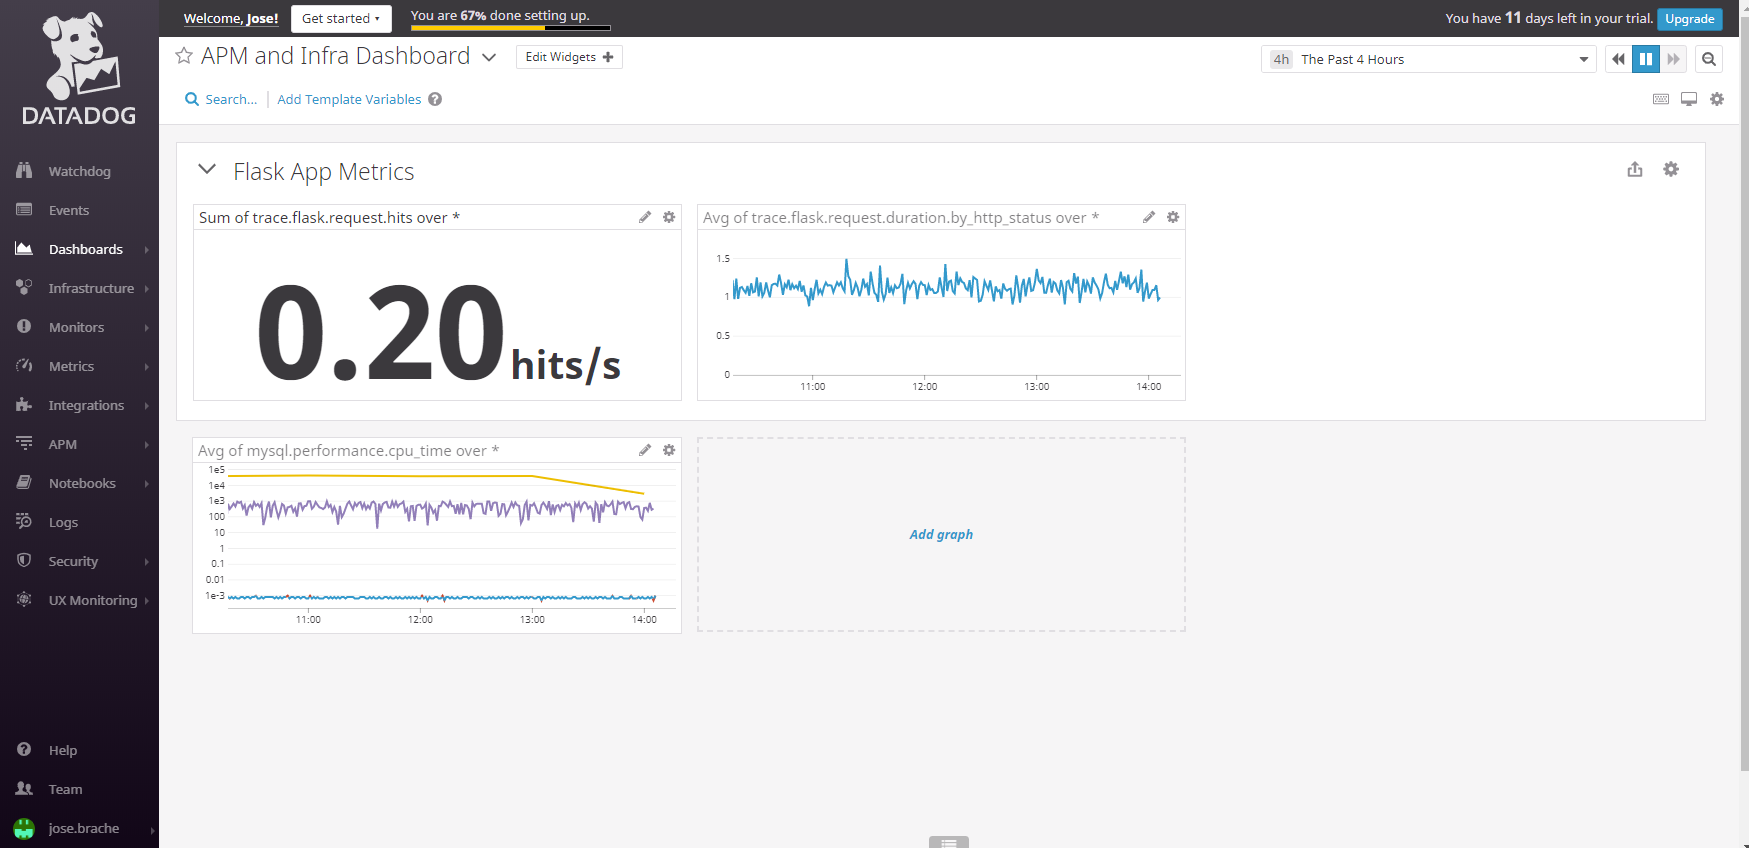 DATADOG
Watchdog
Events
Dashboards
Infrastructure
Monitors
Metrics
Integrations
APM
Notebooks
Logs
Security
UX Monitoring
Help
Team
jose.brache
Welcome, Jose!
Get started
You are 67% done setting up.
You have 11 days left in your trial.
Upgrade
APM and Infra Dashboard
Edit Widgets
4h The Past 4 Hours
Search...
Add Template Variables
Flask App Metrics
Sum of trace.flask.request.hits over *
0.20 hits/s
Avg of trace.flask.request.duration.by_http_status over *
1.5
1
0.5
0
11:00 12:00 13:00 14:00
Avg of mysql.performance.cpu_time over *
1e5
1e4
1e3
100
10
1
0.1
0.01
1e-3
11:00 12:00 13:00 14:00
Add graph